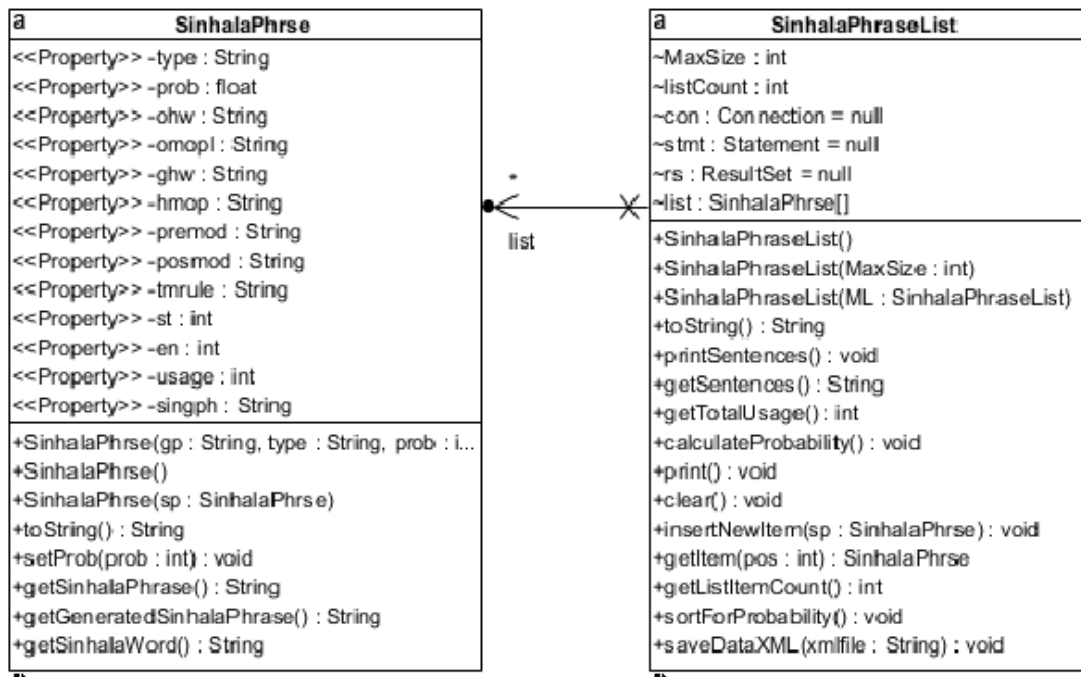 a
SinhalaPhrse
<<Property>> -type : String
<<Property>> -prob : float
<<Property>> -ohw : String
<<Property>> -omopl : String
<<Property>> -ghw : String
<<Property>> -hmop : String
<<Property>> -premod : String
<<Property>> -posmod : String
<<Property>> -tmrule : String
<<Property>> -st : int
<<Property>> -en : int
<<Property>> -usage : int
<<Property>> -singph : String
+SinhalaPhrse(gp : String, type : String, prob : i...
+SinhalaPhrse()
+SinhalaPhrse(sp : SinhalaPhrse)
+toString() : String
+setProb(prob : int) : void
+getSinhalaPhrase() : String
+getGeneratedSinhalaPhrase() : String
+getSinhalaWord() : String
*
list
a
SinhalaPhraseList
~MaxSize : int
~listCount : int
~con : Connection = null
~stmt : Statement = null
~rs : ResultSet = null
~list : SinhalaPhrse[]
+SinhalaPhraseList()
+SinhalaPhraseList(MaxSize : int)
+SinhalaPhraseList(ML : SinhalaPhraseList)
+toString() : String
+printSentences() : void
+getSentences() : String
+getTotalUsage() : int
+calculateProbability() : void
+print() : void
+clear() : void
+insertNewItem(sp : SinhalaPhrse) : void
+getItem(pos : int) : SinhalaPhrse
+getListItemCount() : int
+sortForProbability() : void
+saveDataXML(xmlfile : String) : void